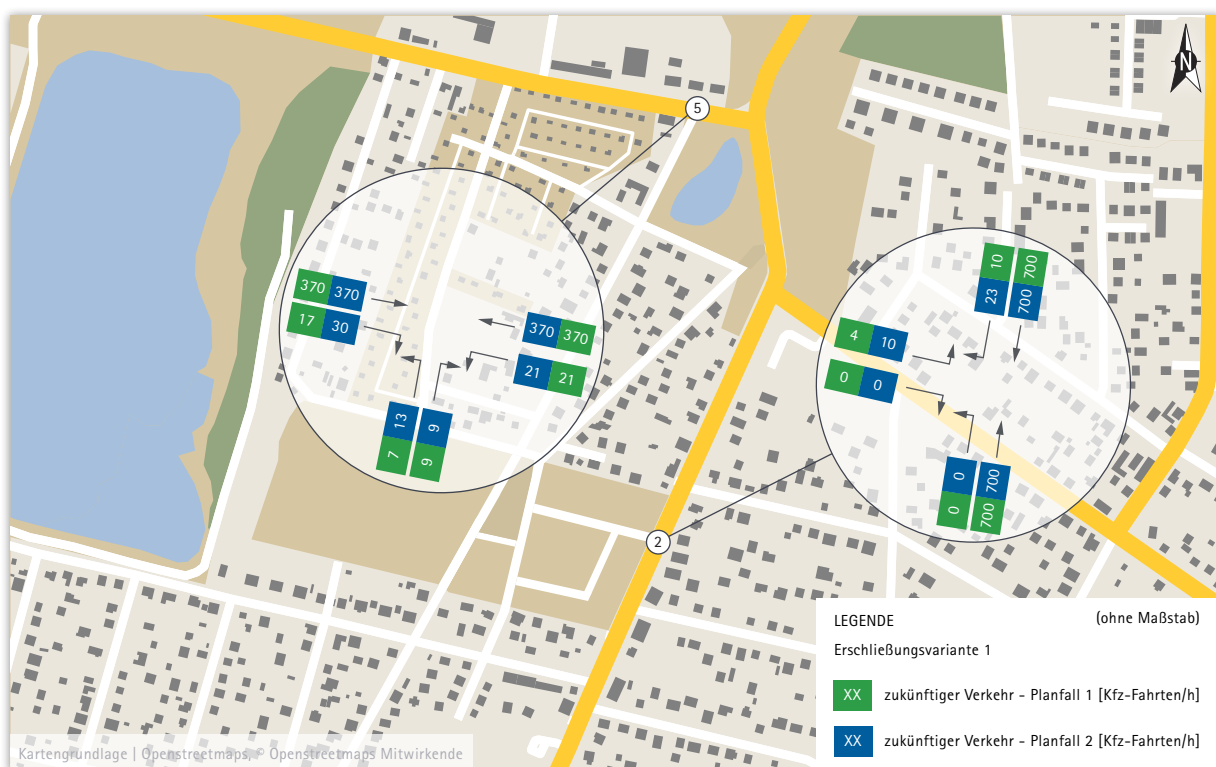 N
5
370 370
17 30
370 370
21 21
13 9
7 9
10 700
23 700
4 10
0 0
0 700
0 700
2
LEGENDE (ohne Maßstab)
Erschließungsvariante 1
XX zukünftiger Verkehr - Planfall 1 [Kfz-Fahrten/h]
XX zukünftiger Verkehr - Planfall 2 [Kfz-Fahrten/h]
Kartengrundlage | Openstreetmaps, © Openstreetmaps Mitwirkende